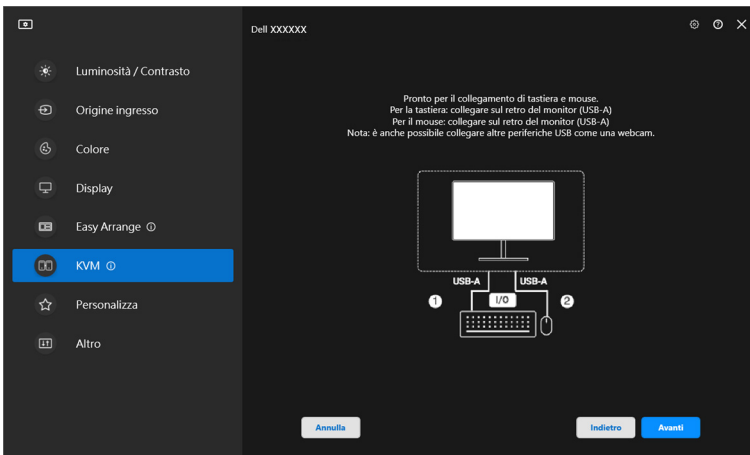 Dell XXXXXX
Luminosità / Contrasto
Origine ingresso
Colore
Display
Easy Arrange
KVM
Personalizza
Altro
Pronto per il collegamento di tastiera e mouse.
Per la tastiera: collegare sul retro del monitor (USB-A)
Per il mouse: collegare sul retro del monitor (USB-A)
Nota: è anche possibile collegare altre periferiche USB come una webcam.
USB-A USB-A
1 I/O 2
Annulla
Indietro
Avanti